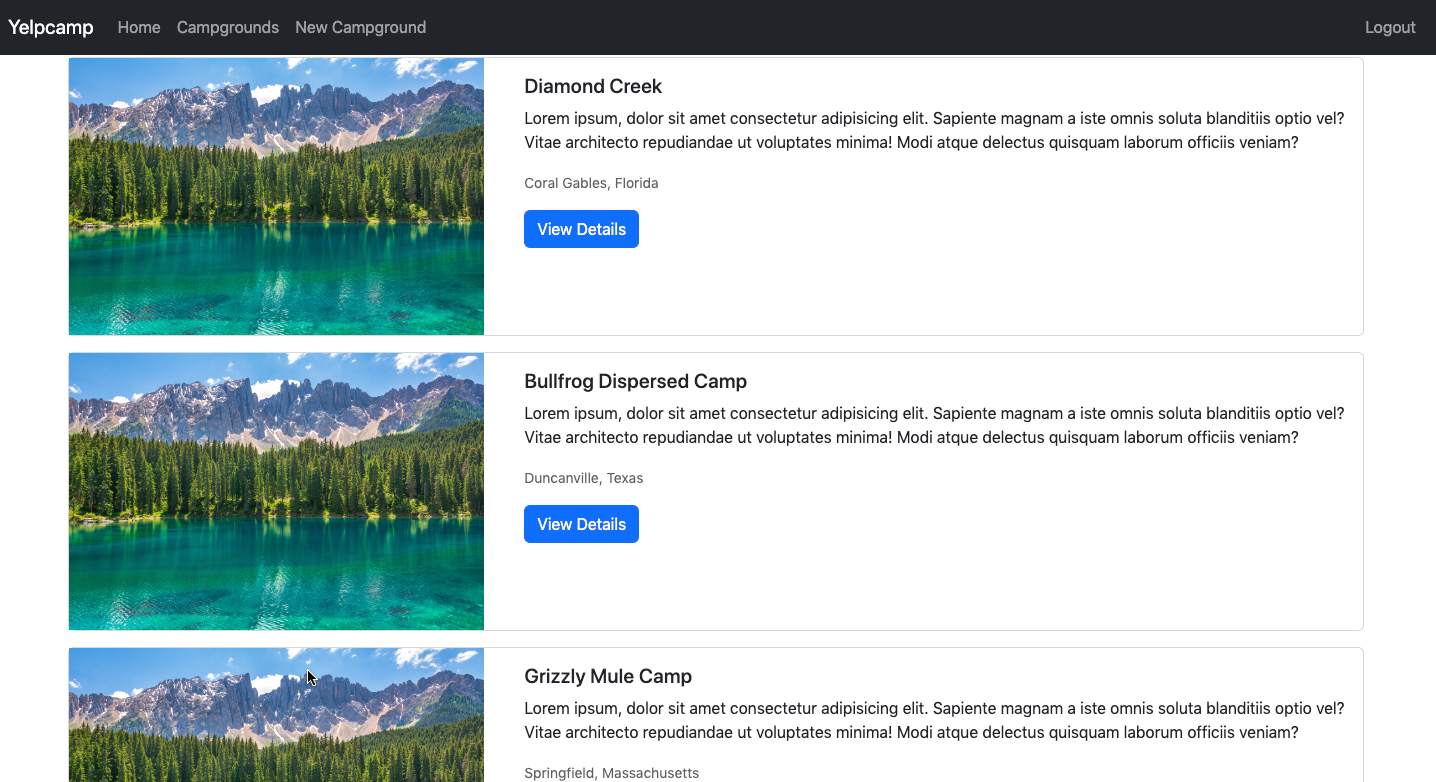 Yelpcamp Home Campgrounds New Campground Logout
Diamond Creek
Lorem ipsum, dolor sit amet consectetur adipisicing elit. Sapiente magnam a iste omnis soluta blanditiis optio vel?
Vitae architecto repudiandae ut voluptates minima! Modi atque delectus quisquam laborum officiis veniam?
Coral Gables, Florida
View Details
Bullfrog Dispersed Camp
Lorem ipsum, dolor sit amet consectetur adipisicing elit. Sapiente magnam a iste omnis soluta blanditiis optio vel?
Vitae architecto repudiandae ut voluptates minima! Modi atque delectus quisquam laborum officiis veniam?
Duncanville, Texas
View Details
Grizzly Mule Camp
Lorem ipsum, dolor sit amet consectetur adipisicing elit. Sapiente magnam a iste omnis soluta blanditiis optio vel?
Vitae architecto repudiandae ut voluptates minima! Modi atque delectus quisquam laborum officiis veniam?
Springfield, Massachusetts